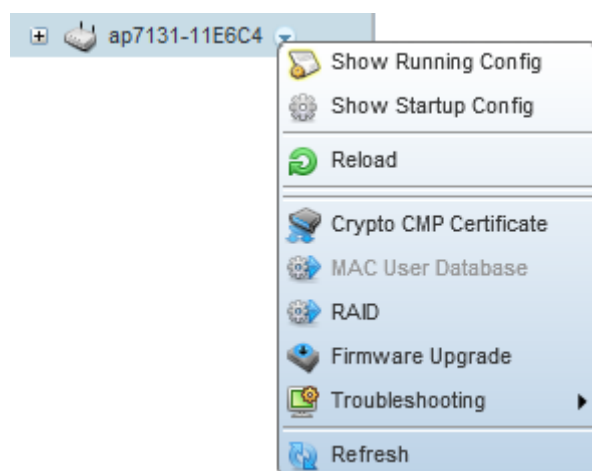 ap7131-11E6C4
Show Running Config
Show Startup Config
Reload
Crypto CMP Certificate
MAC User Database
RAID
Firmware Upgrade
Troubleshooting
Refresh